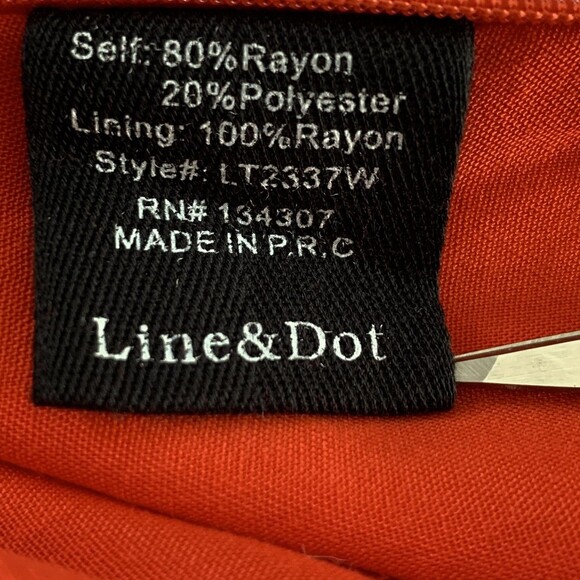 Self: 80%Rayon
20%Polyester
Lining: 100%Rayon
Style#: LT2337W
RN# 134307
MADE IN P.R.C
Line&Dot